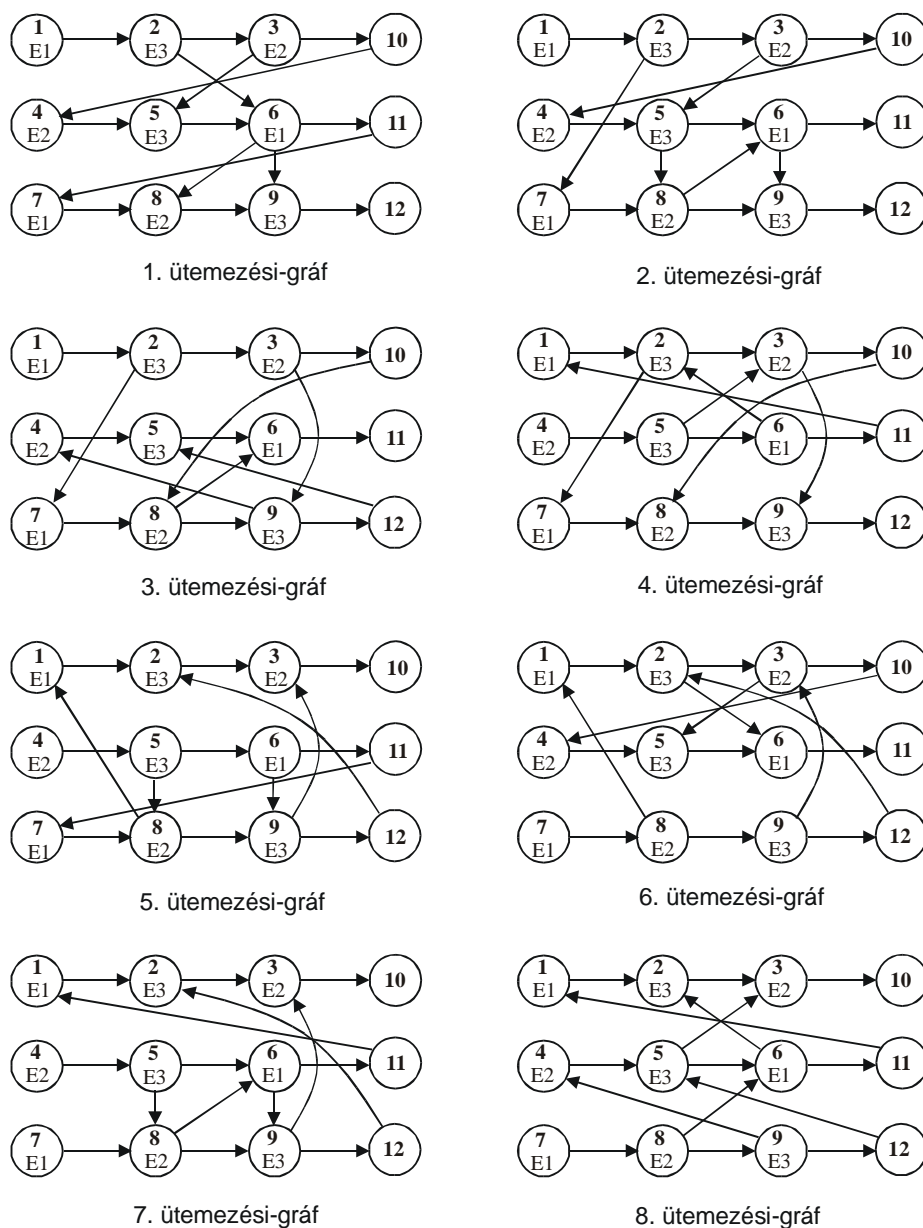 1 2 3 10
E1 E3 E2
4 5 6 11
E2 E3 E1
7 8 9 12
E1 E2 E3
1. ütemezési-gráf
1 2 3 10
E1 E3 E2
4 5 6 11
E2 E3 E1
7 8 9 12
E1 E2 E3
2. ütemezési-gráf
1 2 3 10
E1 E3 E2
4 5 6 11
E2 E3 E1
7 8 9 12
E1 E2 E3
3. ütemezési-gráf
1 2 3 10
E1 E3 E2
4 5 6 11
E2 E3 E1
7 8 9 12
E1 E2 E3
4. ütemezési-gráf
1 2 3 10
E1 E3 E2
4 5 6 11
E2 E3 E1
7 8 9 12
E1 E2 E3
5. ütemezési-gráf
1 2 3 10
E1 E3 E2
4 5 6 11
E2 E3 E1
7 8 9 12
E1 E2 E3
6. ütemezési-gráf
1 2 3 10
E1 E3 E2
4 5 6 11
E2 E3 E1
7 8 9 12
E1 E2 E3
7. ütemezési-gráf
1 2 3 10
E1 E3 E2
4 5 6 11
E2 E3 E1
7 8 9 12
E1 E2 E3
8. ütemezési-gráf